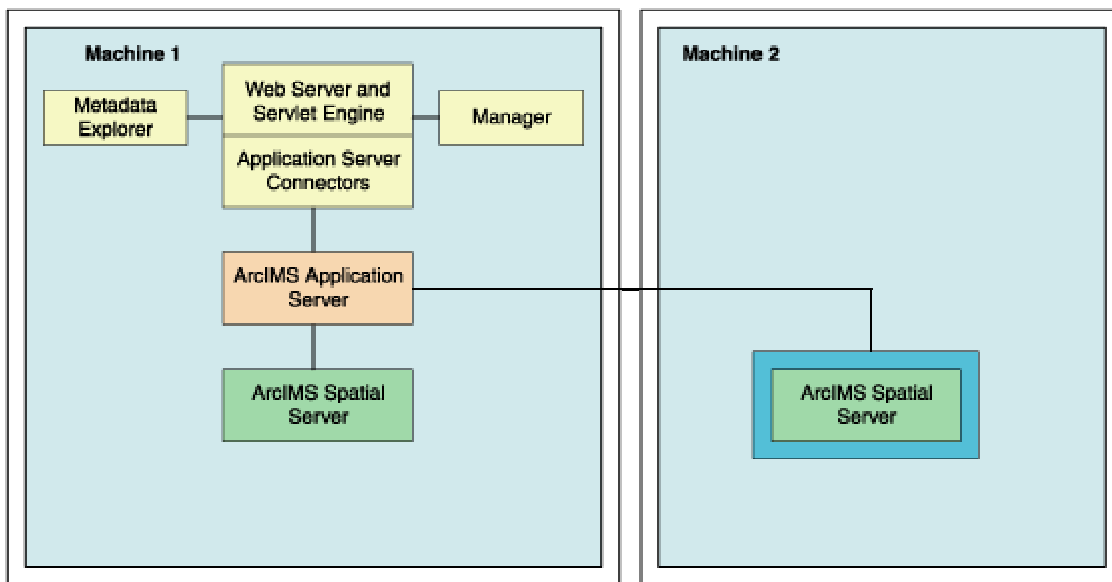 Machine 1
Metadata
Explorer
Web Server and
Servlet Engine
Manager
Application Server
Connectors
ArcIMS Application
Server
ArcIMS Spatial
Server
Machine 2
ArcIMS Spatial
Server